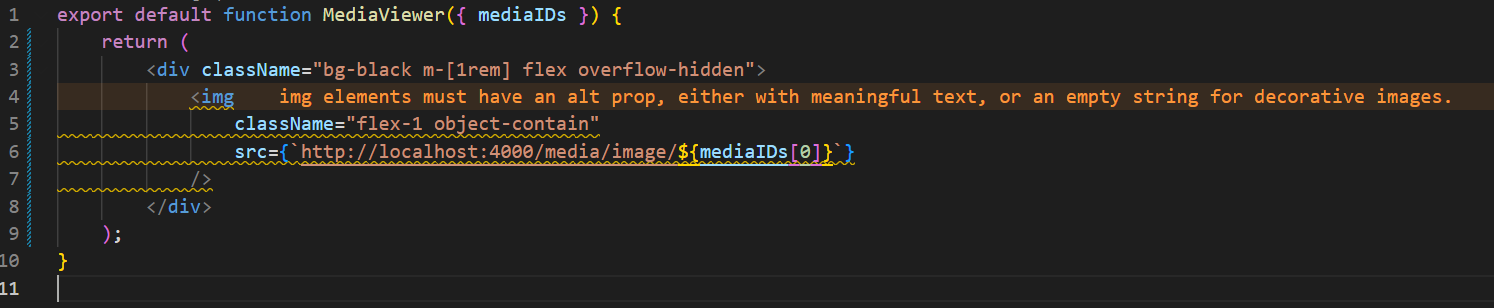 1 export default function MediaViewer({ mediaIDs }) {
2 return (
3 <div className="bg-black m-[1rem] flex overflow-hidden">
4 <img img elements must have an alt prop, either with meaningful text, or an empty string for decorative images.
5 className="flex-1 object-contain"
6 src={`http://localhost:4000/media/image/${mediaIDs[0]}`}
7 />
8 </div>
9 );
10 }
11